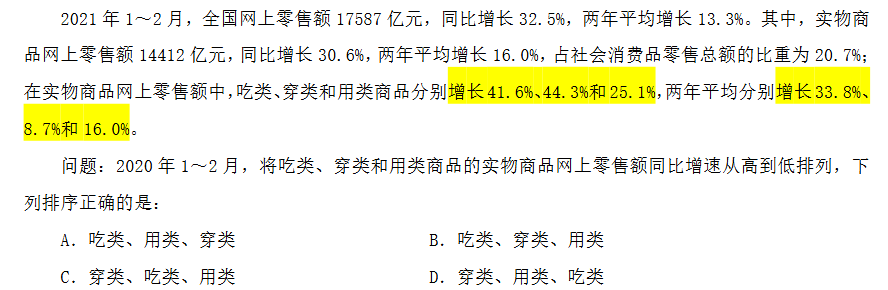 2021 年 1～2 月，全国网上零售额 17587 亿元，同比增长 32.5%，两年平均增长 13.3%。其中，实物商
品网上零售额 14412 亿元，同比增长 30.6%，两年平均增长 16.0%，占社会消费品零售总额的比重为 20.7%；
在实物商品网上零售额中，吃类、穿类和用类商品分别增长 41.6%、44.3%和 25.1%，两年平均分别增长 33.8%、
8.7%和 16.0%。
问题：2020 年 1～2 月，将吃类、穿类和用类商品的实物商品网上零售额同比增速从高到低排列，下
列排序正确的是：
A．吃类、用类、穿类 B．吃类、穿类、用类
C．穿类、吃类、用类 D．穿类、用类、吃类